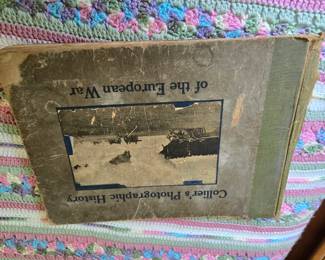 Collier's Photographic History
of the European War